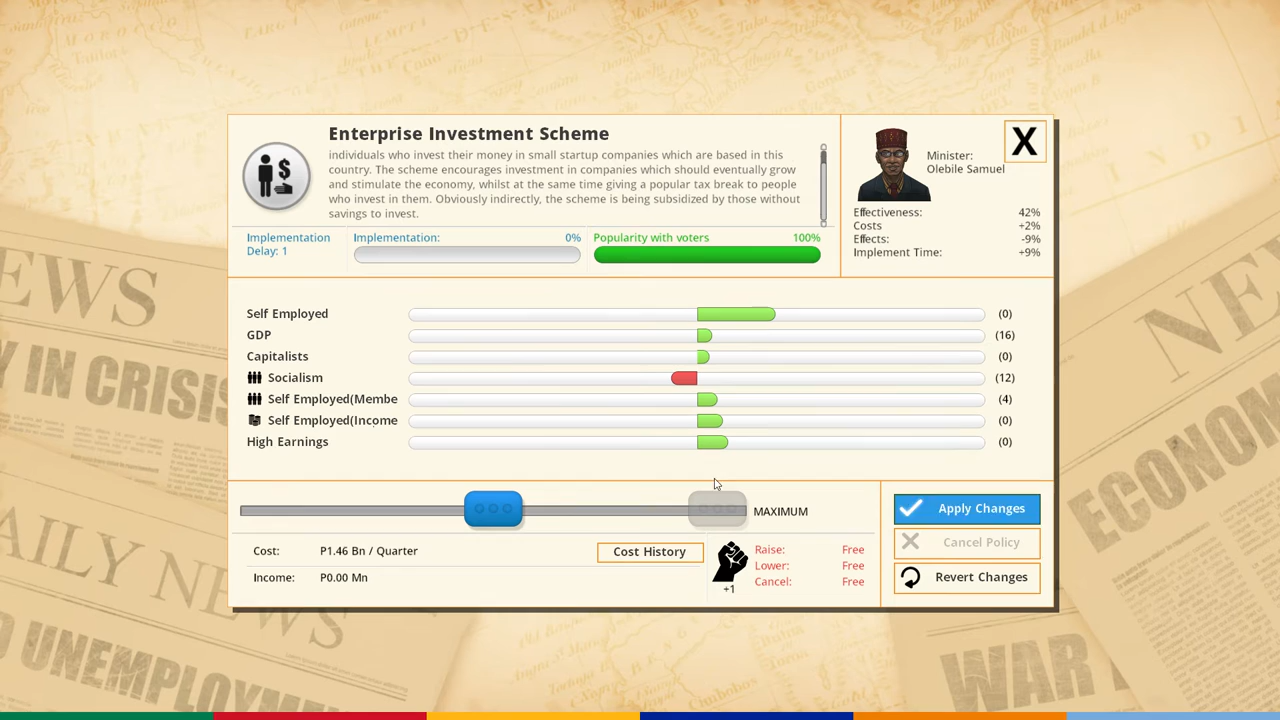 Enterprise Investment Scheme
Individuals who invest their money in small startup companies which are based in this
country. The scheme encourages investment in companies which should eventually grow
and stimulate the economy, whilst at the same time giving a popular tax break to people
who invest in them. Obviously indirectly, the scheme is being subsidized by those without
savings to invest.
X
Minister:
Olebile Samuel
Effectiveness: 42%
Costs +2%
Effects: -9%
Implement Time: +9%
Implementation
Delay: 1
Implementation: 0%
Popularity with voters 100%
Self Employed (0)
GDP (16)
Capitalists (0)
Socialism (12)
Self Employed(Membe (4)
Self Employed(Income (0)
High Earnings (0)
MAXIMUM
Cost: P1.46 Bn / Quarter
Cost History
Income: P0.00 Mn
+1
Raise: Free
Lower: Free
Cancel: Free
Apply Changes
Cancel Policy
Revert Changes
EWS
Y IN CRISIS
DAILY NEWS
UNEMPLOYM
NE
ECONOM
WAR